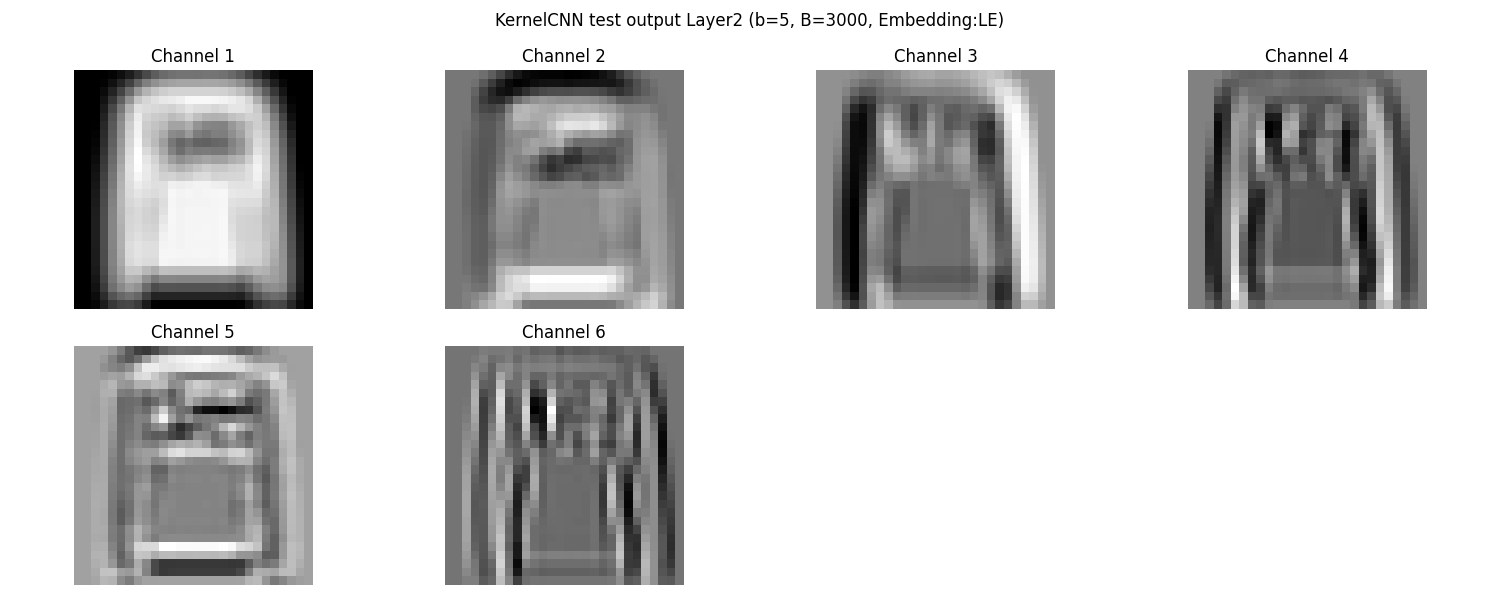 KernelCNN test output Layer2 (b=5, B=3000, Embedding:LE)
Channel 1
Channel 2
Channel 3
Channel 4
Channel 5
Channel 6